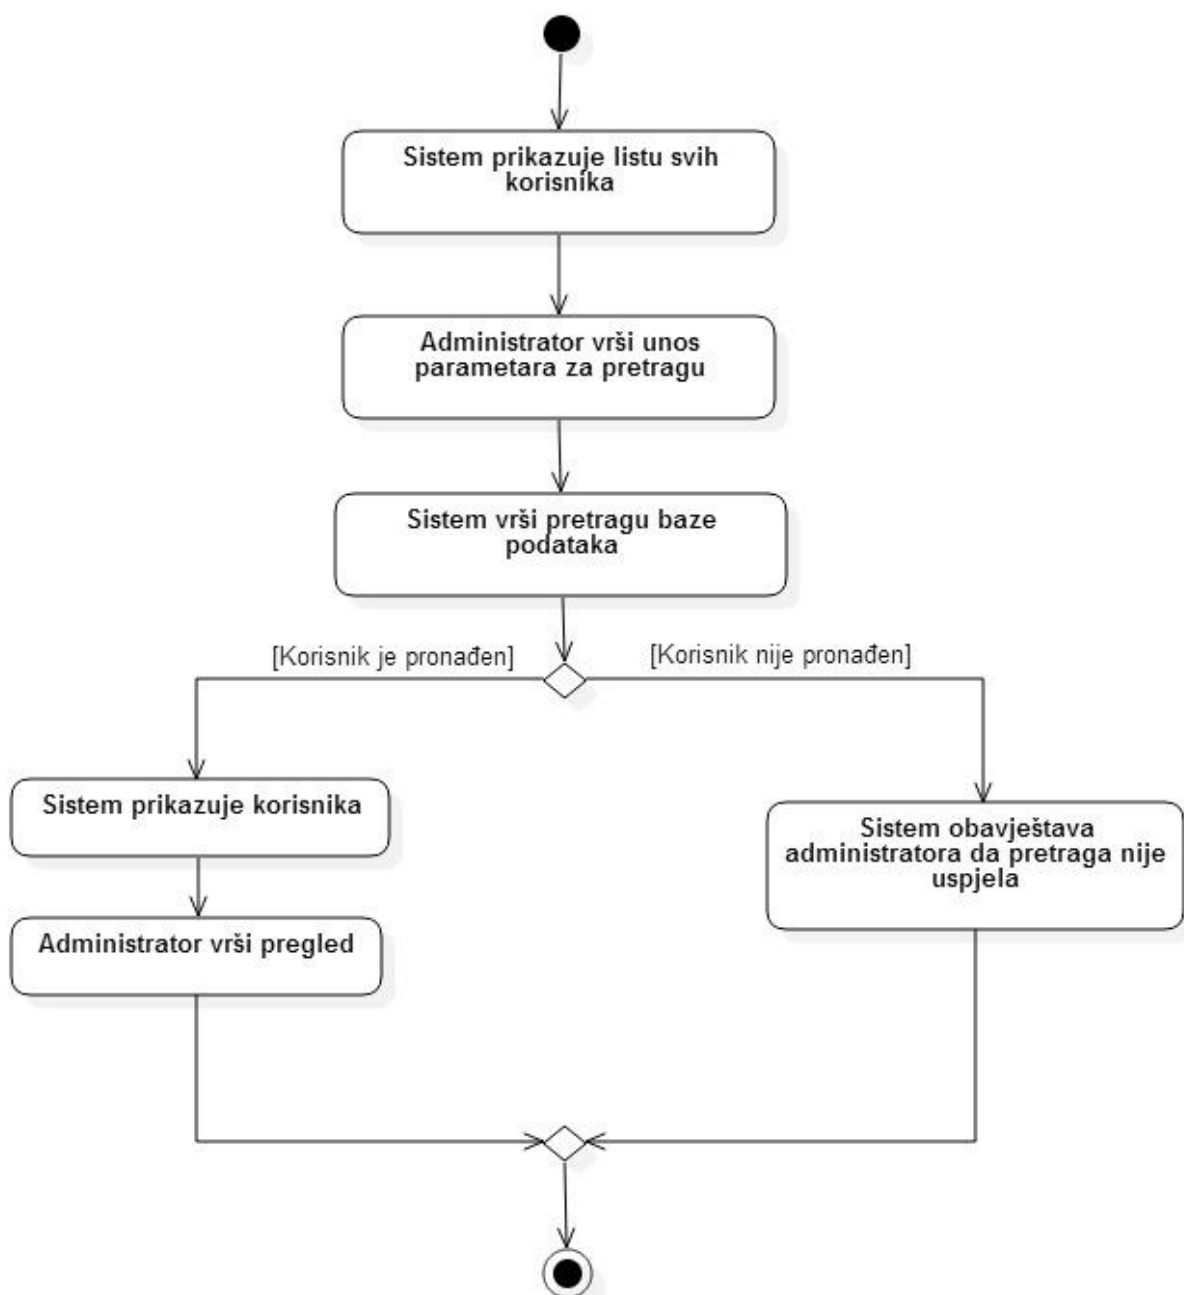 Sistem prikazuje listu svih
korisnika
Administrator vrši unos
parametara za pretragu
Sistem vrši pretragu baze
podataka
[Korisnik je pronađen]
[Korisnik nije pronađen]
Sistem prikazuje korisnika
Administrator vrši pregled
Sistem obavještava
administratora da pretraga nije
uspjela